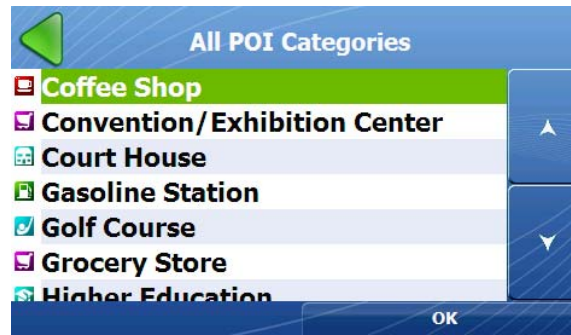 All POI Categories
Coffee Shop
Convention/Exhibition Center
Court House
Gasoline Station
Golf Course
Grocery Store
Higher Education
OK